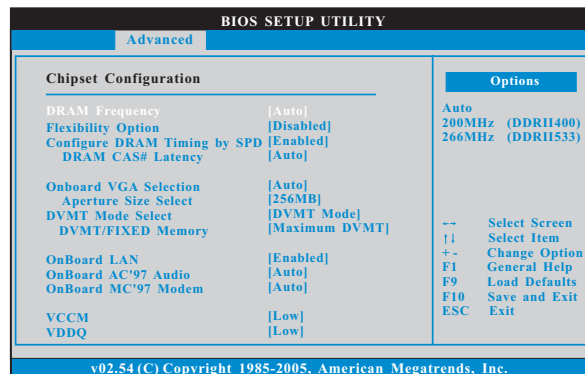 BIOS SETUP UTILITY
Advanced
Chipset Configuration
DRAM Frequency [Auto]
Flexibility Option [Disabled]
Configure DRAM Timing by SPD [Enabled]
DRAM CAS# Latency [Auto]
Onboard VGA Selection [Auto]
Aperture Size Select [256MB]
DVMT Mode Select [DVMT Mode]
DVMT/FIXED Memory [Maximum DVMT]
OnBoard LAN [Enabled]
OnBoard AC'97 Audio [Auto]
OnBoard MC'97 Modem [Auto]
VCCM [Low]
VDDQ [Low]
Options
Auto
200MHz (DDRII400)
266MHz (DDRII533)
←→ Select Screen
↑↓ Select Item
+ - Change Option
F1 General Help
F9 Load Defaults
F10 Save and Exit
ESC Exit
v02.54 (C) Copyright 1985-2005, American Megatrends, Inc.